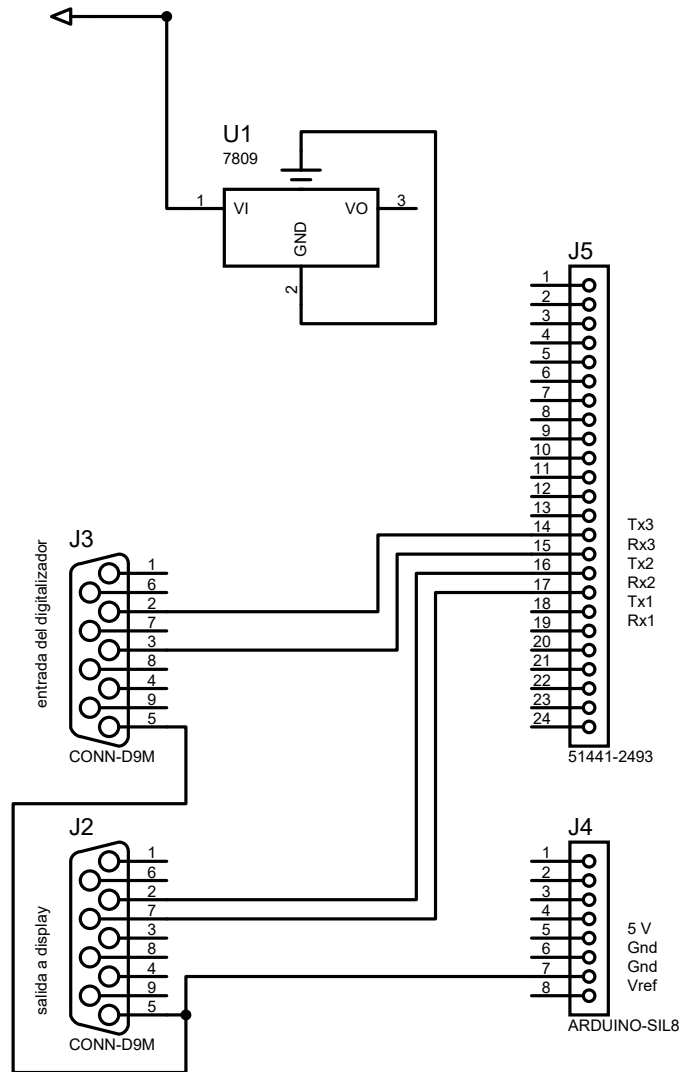 U1
7809
1
VI
VO
3
GND
2
J5
1
2
3
4
5
6
7
8
9
10
11
12
13
14
15
16
17
18
19
20
21
22
23
24
Tx3
Rx3
Tx2
Rx2
Tx1
Rx1
51441-2493
J3
entrada del digitalizador
1
6
2
7
3
8
4
9
5
CONN-D9M
J2
salida a display
1
6
2
7
3
8
4
9
5
CONN-D9M
J4
1
2
3
4
5
6
7
8
5 V
Gnd
Gnd
Vref
ARDUINO-SIL8